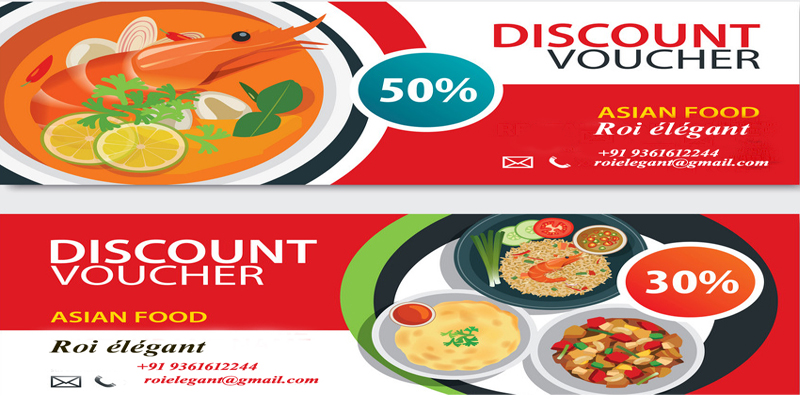 DISCOUNT
VOUCHER
50%
ASIAN FOOD
Roi élégant
+91 9361612244
roielegant@gmail.com
DISCOUNT
VOUCHER
30%
ASIAN FOOD
Roi élégant
+91 9361612244
roielegant@gmail.com